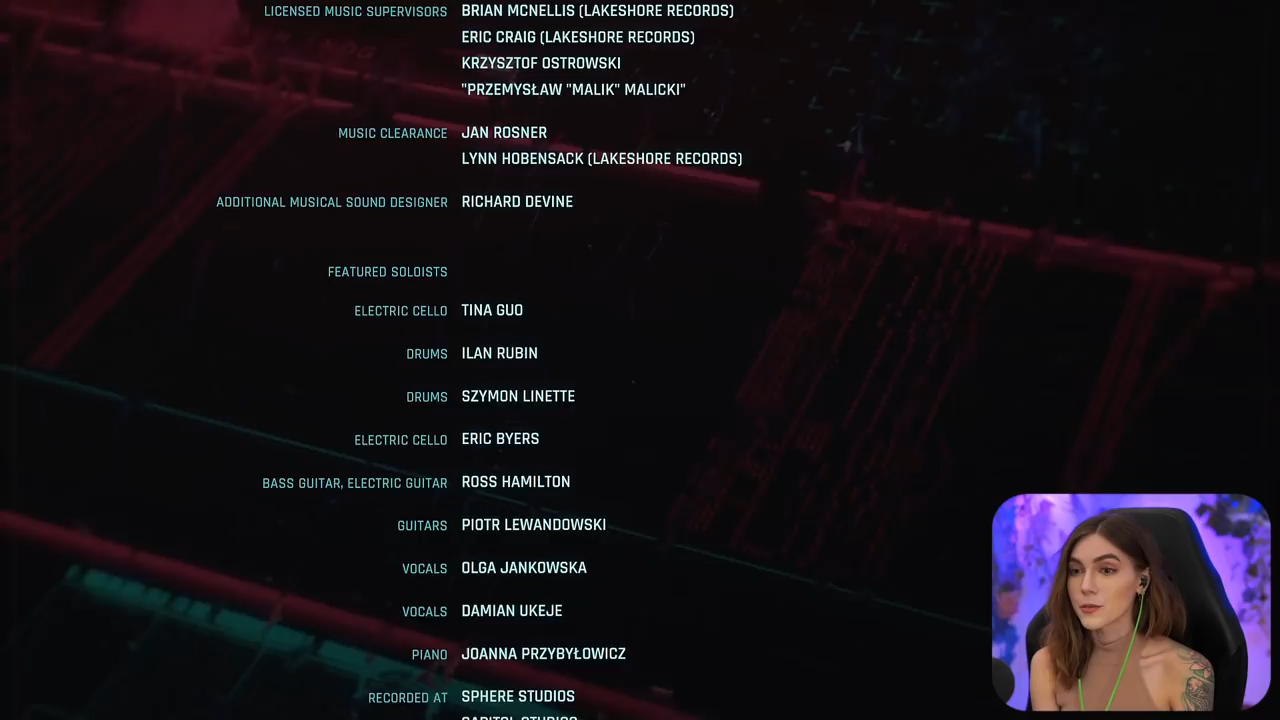 LICENSED MUSIC SUPERVISORS BRIAN MCNELLIS (LAKESHORE RECORDS)
ERIC CRAIG (LAKESHORE RECORDS)
KRZYSZTOF OSTROWSKI
"PRZEMYSŁAW "MALIK" MALICKI"
MUSIC CLEARANCE JAN ROSNER
LYNN HOBENSACK (LAKESHORE RECORDS)
ADDITIONAL MUSICAL SOUND DESIGNER RICHARD DEVINE
FEATURED SOLOISTS
ELECTRIC CELLO TINA GUO
DRUMS ILAN RUBIN
DRUMS SZYMON LINETTE
ELECTRIC CELLO ERIC BYERS
BASS GUITAR, ELECTRIC GUITAR ROSS HAMILTON
GUITARS PIOTR LEWANDOWSKI
VOCALS OLGA JANKOWSKA
VOCALS DAMIAN UKEJE
PIANO JOANNA PRZYBYŁOWICZ
RECORDED AT SPHERE STUDIOS
CAPITOL STUDIOS